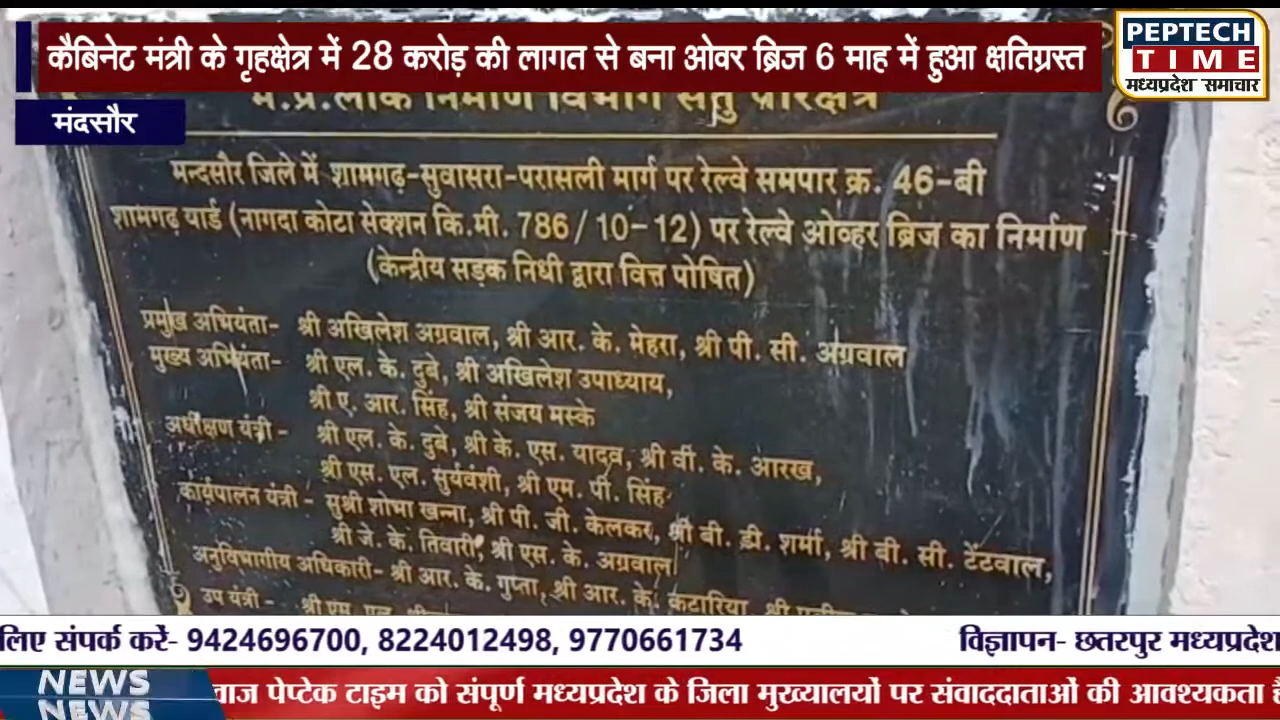 कैबिनेट मंत्री के गृहक्षेत्र में 28 करोड़ की लागत से बना ओवर ब्रिज 6 माह में हुआ क्षतिग्रस्त
PEPTECH
TIME
मध्यप्रदेश समाचार
मंदसौर
म.प्र.लोक निर्माण विभाग सेतु परिक्षेत्र
मन्दसौर जिले में शामगढ़-सुवासरा-परासली मार्ग पर रेल्वे समपार क्र. 46-बी
शामगढ़ यार्ड (नागदा कोटा सेक्शन कि.मी. 786/10-12) पर रेल्वे ओव्हर ब्रिज का निर्माण
(केन्द्रीय सड़क निधी द्वारा वित्त पोषित)
प्रमुख अभियंता- श्री अखिलेश अग्रवाल, श्री आर. के. मेहरा, श्री पी. सी. अग्रवाल
मुख्य अभियंता- श्री एल. के. दुबे, श्री अखिलेश उपाध्याय,
श्री ए. आर. सिंह, श्री संजय मस्के
अधीक्षण यंत्री- श्री एल. के. दुबे, श्री के. एस. यादव, श्री वी. के. आरख,
श्री एस. एल. सुर्यवंशी, श्री एम. पी. सिंह
कार्यपालन यंत्री- सुश्री शोभा खन्ना, श्री पी. जी. केलकर, श्री बी. डी. शर्मा, श्री बी. सी. टेंटवाल,
श्री जे. के. तिवारी, श्री एस. के. अग्रवाल
अनुविभागीय अधिकारी- श्री आर. के. गुप्ता, श्री आर. के. कटारिया, श्री
उप यंत्री- श्री एम. एल.
लिए संपर्क करें- 9424696700, 8224012498, 9770661734 विज्ञापन- छतरपुर मध्यप्रदेश
NEWS
NEWS
वाज पेप्टेक टाइम को संपूर्ण मध्यप्रदेश के जिला मुख्यालयों पर संवाददाताओं की आवश्यकता है